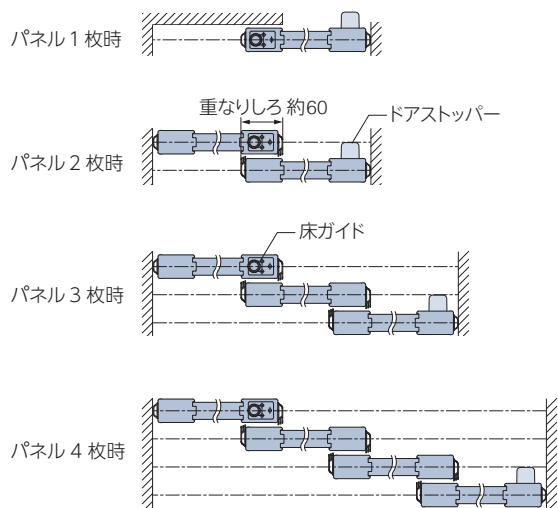 パネル 1 枚時
重なりしろ 約60
ドアストッパー
パネル 2 枚時
床ガイド
パネル 3 枚時
パネル 4 枚時